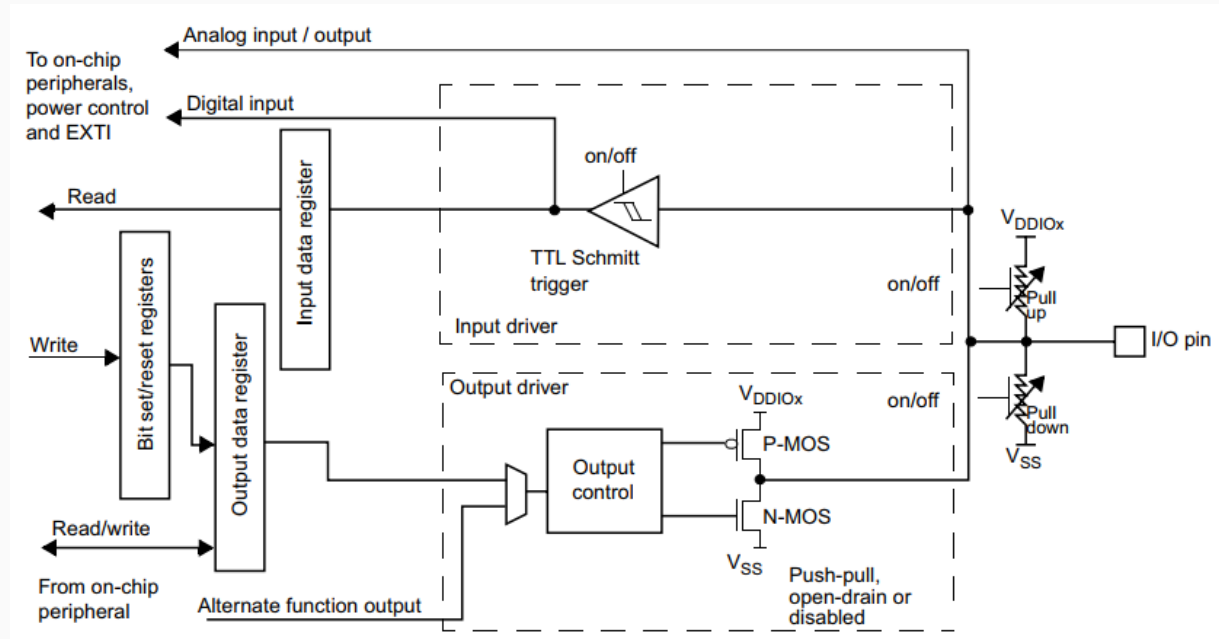 Analog input / output
To on-chip
peripherals,
power control
and EXTI
Digital input
on/off
Read
Input data register
TTL Schmitt
trigger
Input driver
on/off
VDDIOx
Pull
up
I/O pin
Pull
down
VSS
Bit set/reset registers
Write
Output data register
Output driver
VDDIOx
on/off
P-MOS
Output
control
N-MOS
VSS
Push-pull,
open-drain or
disabled
Read/write
From on-chip
peripheral
Alternate function output